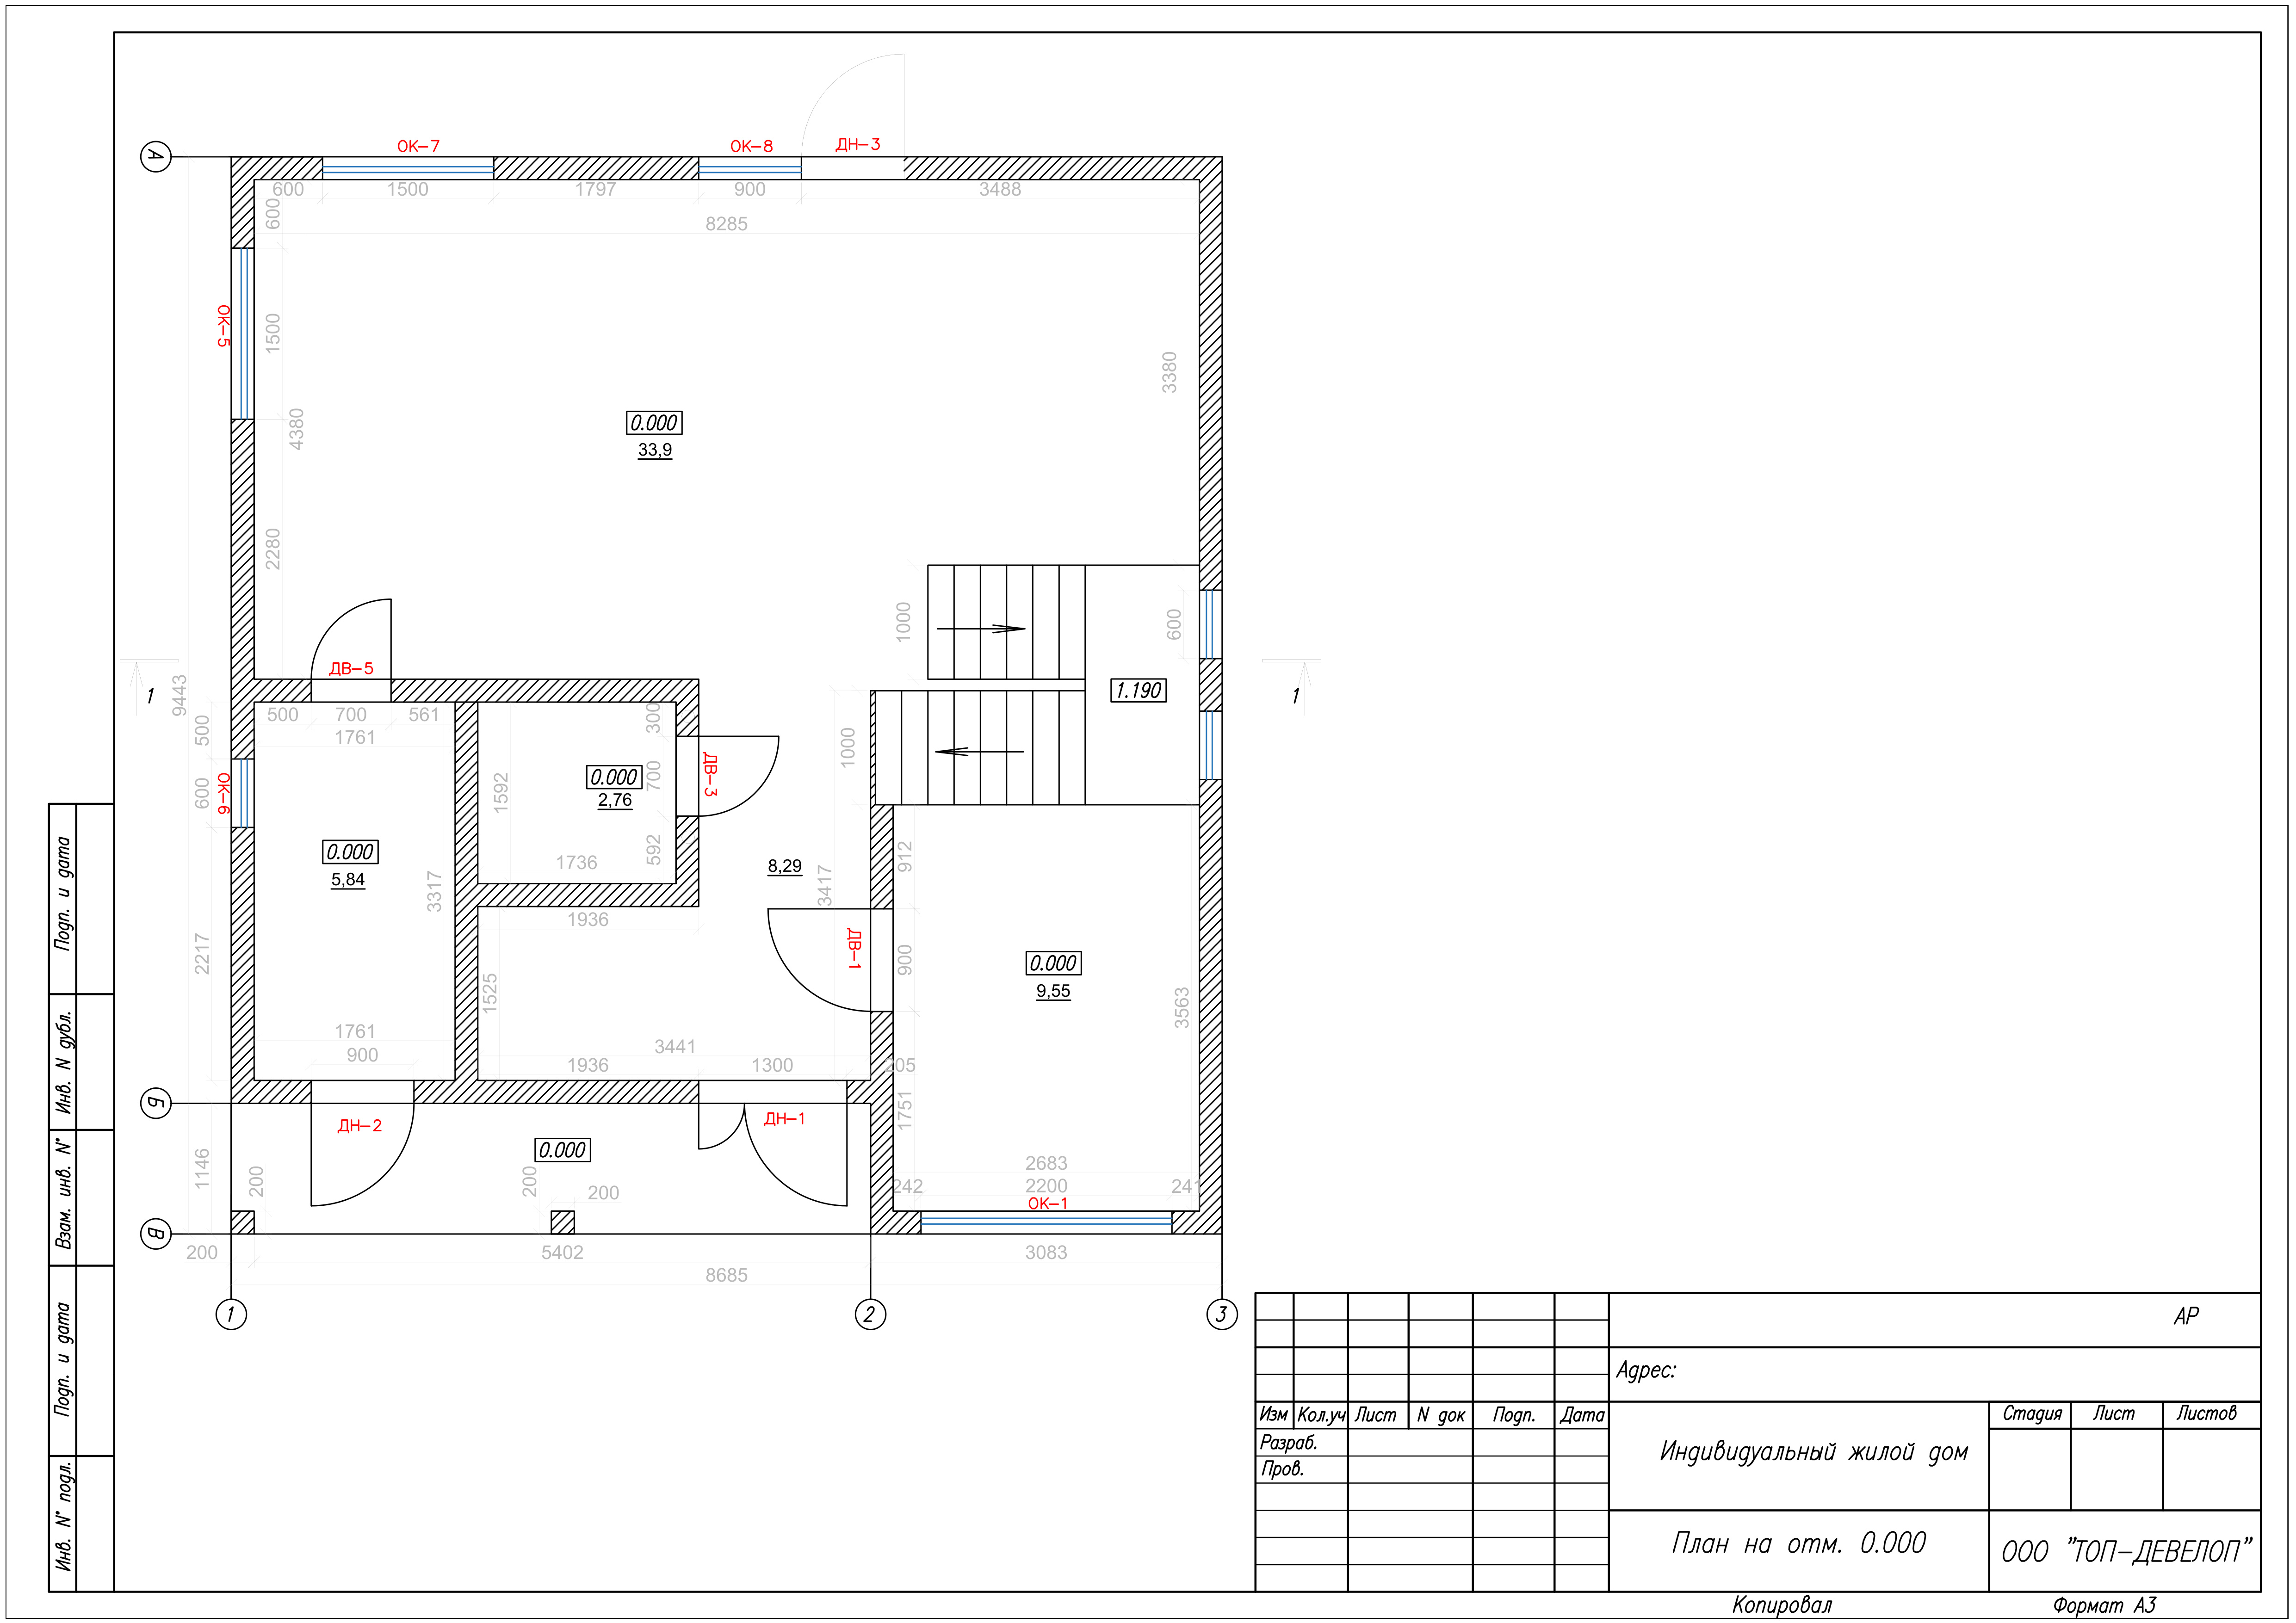 ОК-7
ОК-8
ДН-3
А
600
1500
1797
900
3488
600
8285
ОК-5
1500
3380
4380
0.000
33,9
2280
1000
600
ДВ-5
1
9443
1.190
1
500
500
700
561
300
1761
1000
ОК-6
600
1592
0.000
2,76
700
ДВ-3
0.000
5,84
3317
1736
592
8,29
3417
912
1936
2217
ДВ-1
900
0.000
9,55
1525
3563
1761
900
3441
1936
1300
205
Б
ДН-2
ДН-1
1751
0.000
1146
200
200
200
2683
242
2200
241
ОК-1
В
200
5402
3083
8685
1
2
3
Подп. и дата
Инв. N дубл.
Взам. инв. N°
Подп. и дата
Инв. N° подл.
АР
Адрес:
Изм Кол.уч Лист N док Подп. Дата
Стадия Лист Листов
Разраб.
Пров.
Индивидуальный жилой дом
План на отм. 0.000
ООО "ТОП-ДЕВЕЛОП"
Копировал
Формат А3